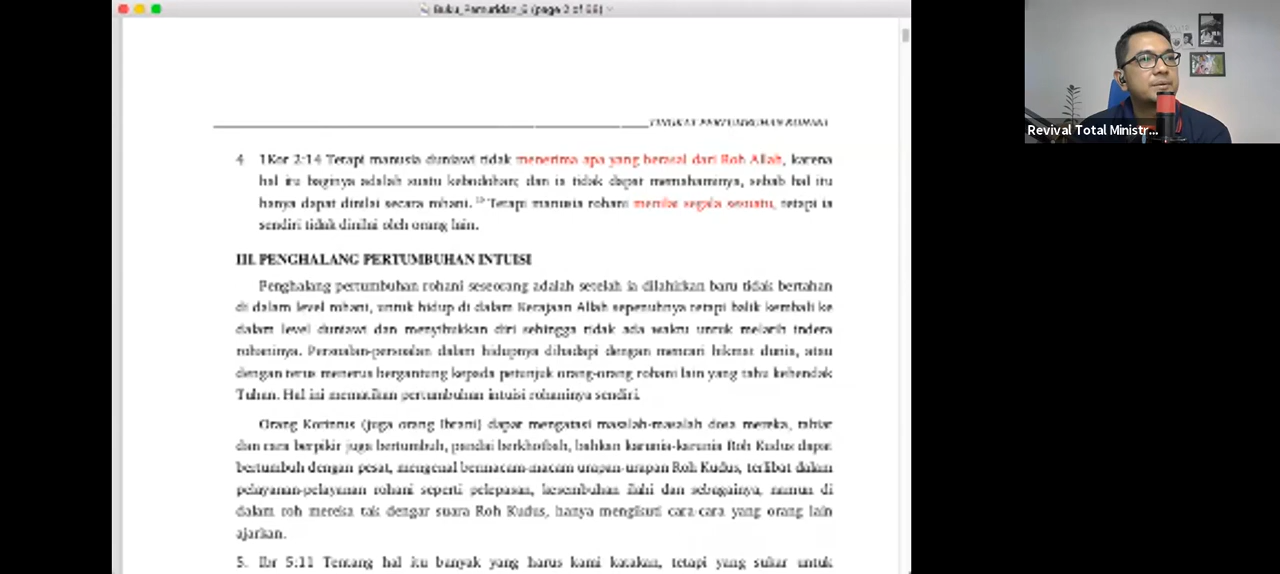 Buku_Pemuridan_6 (page 2 of 66)
TINGKAT PERTUMBUHAN ROHANI
4 1Kor 2:14 Tetapi manusia duniawi tidak menerima apa yang berasal dari Roh Allah, karena
hal itu baginya adalah suatu kebodohan; dan ia tidak dapat memahaminya, sebab hal itu
hanya dapat dinilai secara rohani. 15 Tetapi manusia rohani menilai segala sesuatu, tetapi ia
sendiri tidak dinilai oleh orang lain.
III. PENGHALANG PERTUMBUHAN INTUISI
Penghalang pertumbuhan rohani seseorang adalah setelah ia dilahirkan baru tidak bertahan
di dalam level rohani, untuk hidup di dalam Kerajaan Allah sepenuhnya tetapi balik kembali ke
dalam level duniawi dan menyibukkan diri sehingga tidak ada waktu untuk melatih indera
rohaninya. Persoalan-persoalan dalam hidupnya dihadapi dengan mencari hikmat dunia, atau
dengan terus menerus bergantung kepada petunjuk orang-orang rohani lain yang tahu kehendak
Tuhan. Hal ini mematikan pertumbuhan intuisi rohaninya sendiri.
Orang Korintus (juga orang Ibrani) dapat mengatasi masalah-masalah dosa mereka, tabiat
dan cara berpikir juga bertumbuh, pandai berkhotbah, bahkan karunia-karunia Roh Kudus dapat
bertumbuh dengan pesat, mengenal bermacam-macam urapan-urapan Roh Kudus, terlibat dalam
pelayanan-pelayanan rohani seperti pelepasan, kesembuhan ilahi dan sebagainya, namun di
dalam roh mereka tak dengar suara Roh Kudus, hanya mengikuti cara-cara yang orang lain
ajarkan.
5. Ibr 5:11 Tentang hal itu banyak yang harus kami katakan, tetapi yang sukar untuk
Revival Total Ministr...